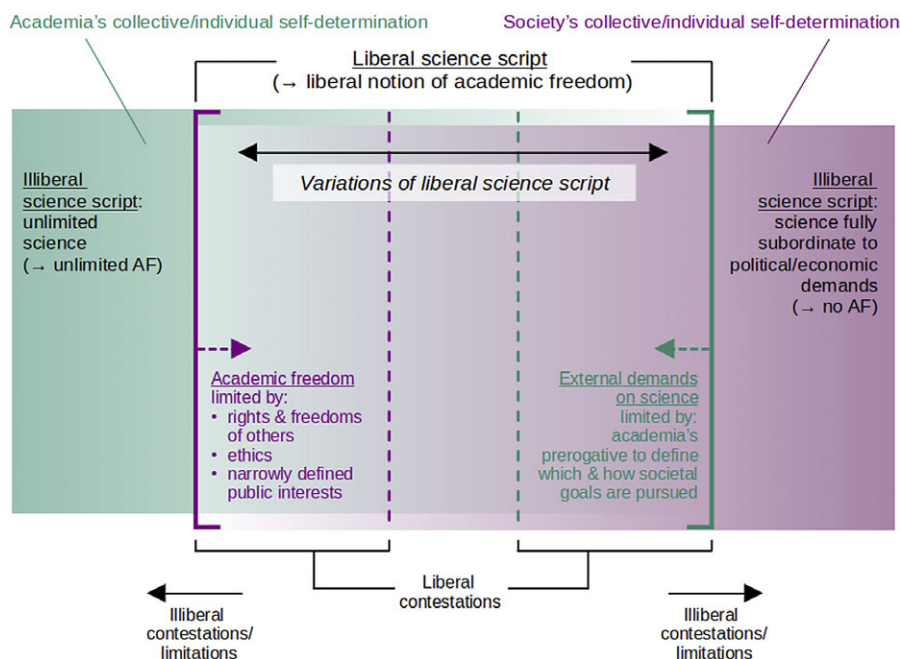 Academia's collective/individual self-determination
Society's collective/individual self-determination
Liberal science script
(→ liberal notion of academic freedom)
Variations of liberal science script
Illiberal
science script:
unlimited
science
(→ unlimited AF)
Illiberal
science script:
science fully
subordinate to
political/economic
demands
(→ no AF)
Academic freedom
limited by:
• rights & freedoms
of others
• ethics
• narrowly defined
public interests
External demands
on science
limited by:
academia's
prerogative to define
which & how societal
goals are pursued
Liberal
contestations
Illiberal
contestations/
limitations
Illiberal
contestations/
limitations